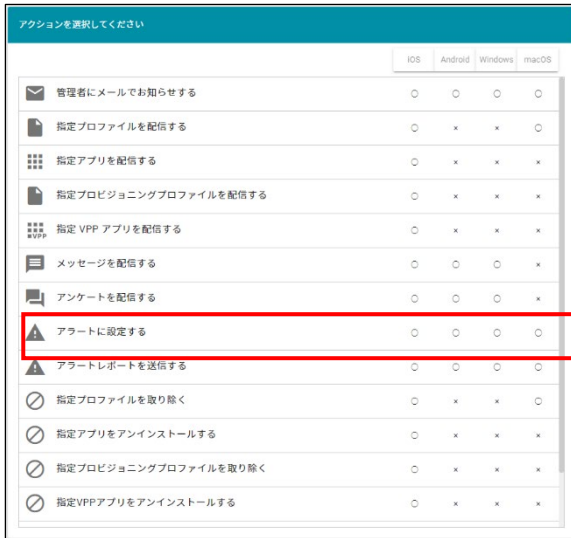 アクションを選択してください
iOS Android Windows macOS
管理者にメールでお知らせする ○ ○ ○ ○
指定プロファイルを配信する ○ × × ○
指定アプリを配信する ○ × × ×
指定プロビジョニングプロファイルを配信する ○ × × ×
VPP 指定 VPP アプリを配信する ○ × × ×
メッセージを配信する ○ ○ ○ ×
アンケートを配信する ○ ○ ○ ×
アラートに設定する ○ ○ ○ ○
アラートレポートを送信する ○ ○ ○ ○
指定プロファイルを取り除く ○ × × ○
指定アプリをアンインストールする ○ × × ×
指定プロビジョニングプロファイルを取り除く ○ × × ×
指定VPPアプリをアンインストールする ○ × × ×